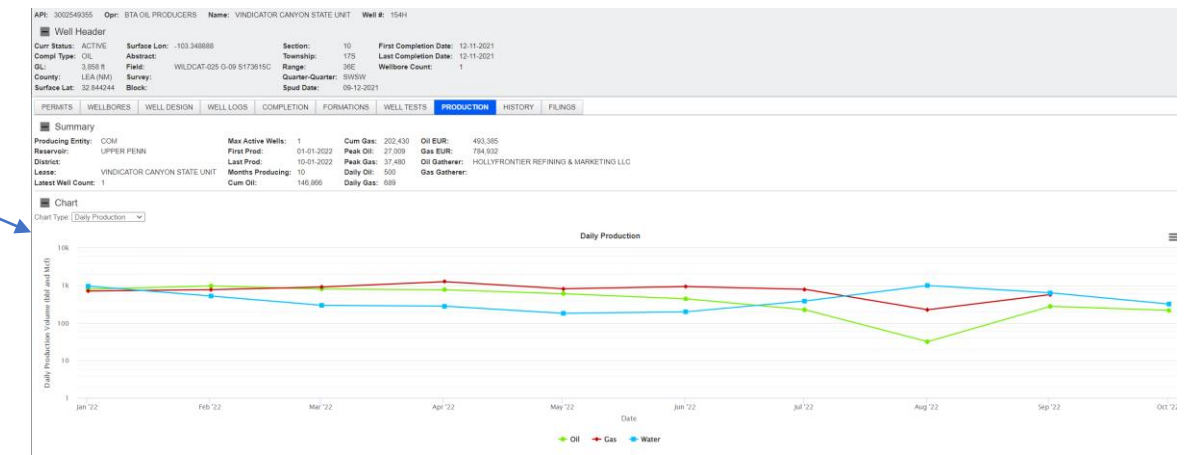 API: 3002549355 Opr: BTA OIL PRODUCERS Name: VINDICATOR CANYON STATE UNIT Well #: 154H
Well Header
Curr Status: ACTIVE Surface Lon: -103.348888 Section: 10 First Completion Date: 12-11-2021
Compl Type: OIL Abstract: Township: 17S Last Completion Date: 12-11-2021
GL: 3,858 ft Field: WILDCAT-025 G-09 S173615C Range: 36E Wellbore Count: 1
County: LEA (NM) Survey: Quarter-Quarter: SWSW
Surface Lat: 32.844244 Block: Spud Date: 09-12-2021
PERMITS WELLBORES WELL DESIGN WELL LOGS COMPLETION FORMATIONS WELL TESTS PRODUCTION HISTORY FILINGS
Summary
Producing Entity: COM Max Active Wells: 1 Cum Gas: 202,430 Oil EUR: 493,385
Reservoir: UPPER PENN First Prod: 01-01-2022 Peak Oil: 27,009 Gas EUR: 784,932
District: Last Prod: 10-01-2022 Peak Gas: 37,480 Oil Gatherer: HOLLYFRONTIER REFINING & MARKETING LLC
Lease: VINDICATOR CANYON STATE UNIT Months Producing: 10 Daily Oil: 500 Gas Gatherer:
Latest Well Count: 1 Cum Oil: 146,866 Daily Gas: 689
Chart
Chart Type: Daily Production
Daily Production
Daily Production Volume (bbl and Mcf)
10k
1k
100
10
1
Jan '22 Feb '22 Mar '22 Apr '22 May '22 Jun '22 Jul '22 Aug '22 Sep '22 Oct '22
Date
Oil Gas Water